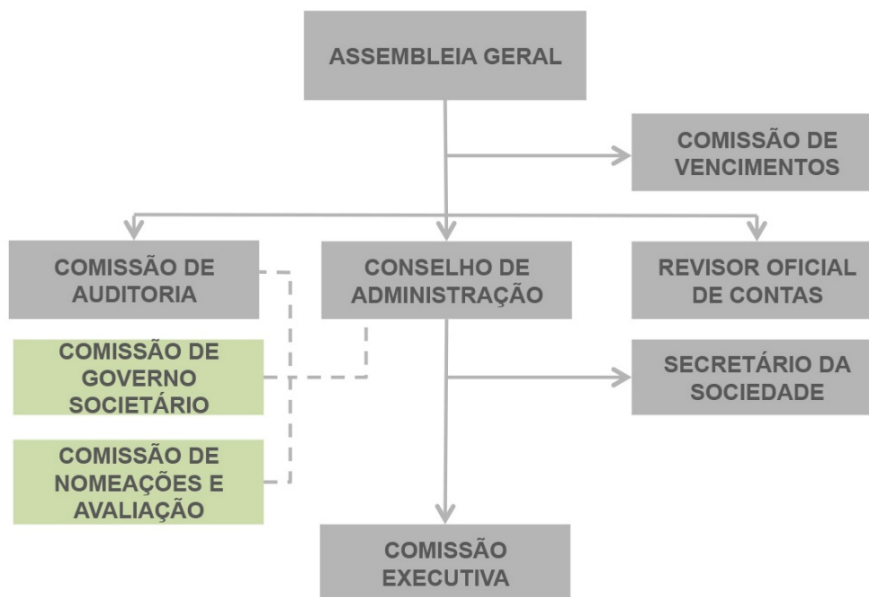 ASSEMBLEIA GERAL
COMISSÃO DE
VENCIMENTOS
COMISSÃO DE
AUDITORIA
CONSELHO DE
ADMINISTRAÇÃO
REVISOR OFICIAL
DE CONTAS
COMISSÃO DE
GOVERNO
SOCIETÁRIO
SECRETÁRIO DA
SOCIEDADE
COMISSÃO DE
NOMEAÇÕES E
AVALIAÇÃO
COMISSÃO
EXECUTIVA